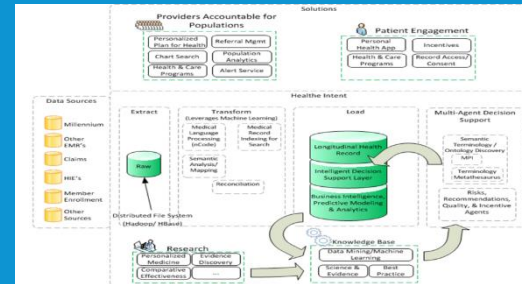 Solutions
Providers Accountable for
Populations
Personalized
Plan for Health
Referral Mgmt
Chart Search
Population
Analytics
Health & Care
Programs
Alert Service
Patient Engagement
Personal
Health App
Incentives
Health & Care
Programs
Record Access/
Consent
Healthe Intent
Data Sources
Millennium
Other
EMR's
Claims
HIE's
Member
Enrollment
Other
Sources
Extract
Raw
Distributed File System
(Hadoop/ HBase)
Transform
(Leverages Machine Learning)
Medical
Language
Processing
(nCode)
Medical
Record
Indexing for
Search
Semantic
Analysis/
Mapping
Reconciliation
Load
Longitudinal Health
Record
Intelligent Decision
Support Layer
Business Intelligence,
Predictive Modeling
& Analytics
Multi-Agent Decision
Support
Semantic
Terminology /
Ontology Discovery
MPI
Terminology
Metathesaurus
Risks,
Recommendations,
Quality, & Incentive
Agents
Research
Personalized
Medicine
Evidence
Discovery
Comparative
Effectiveness
...
Knowledge Base
Data Mining/Machine
Learning
Science &
Evidence
Best
Practice